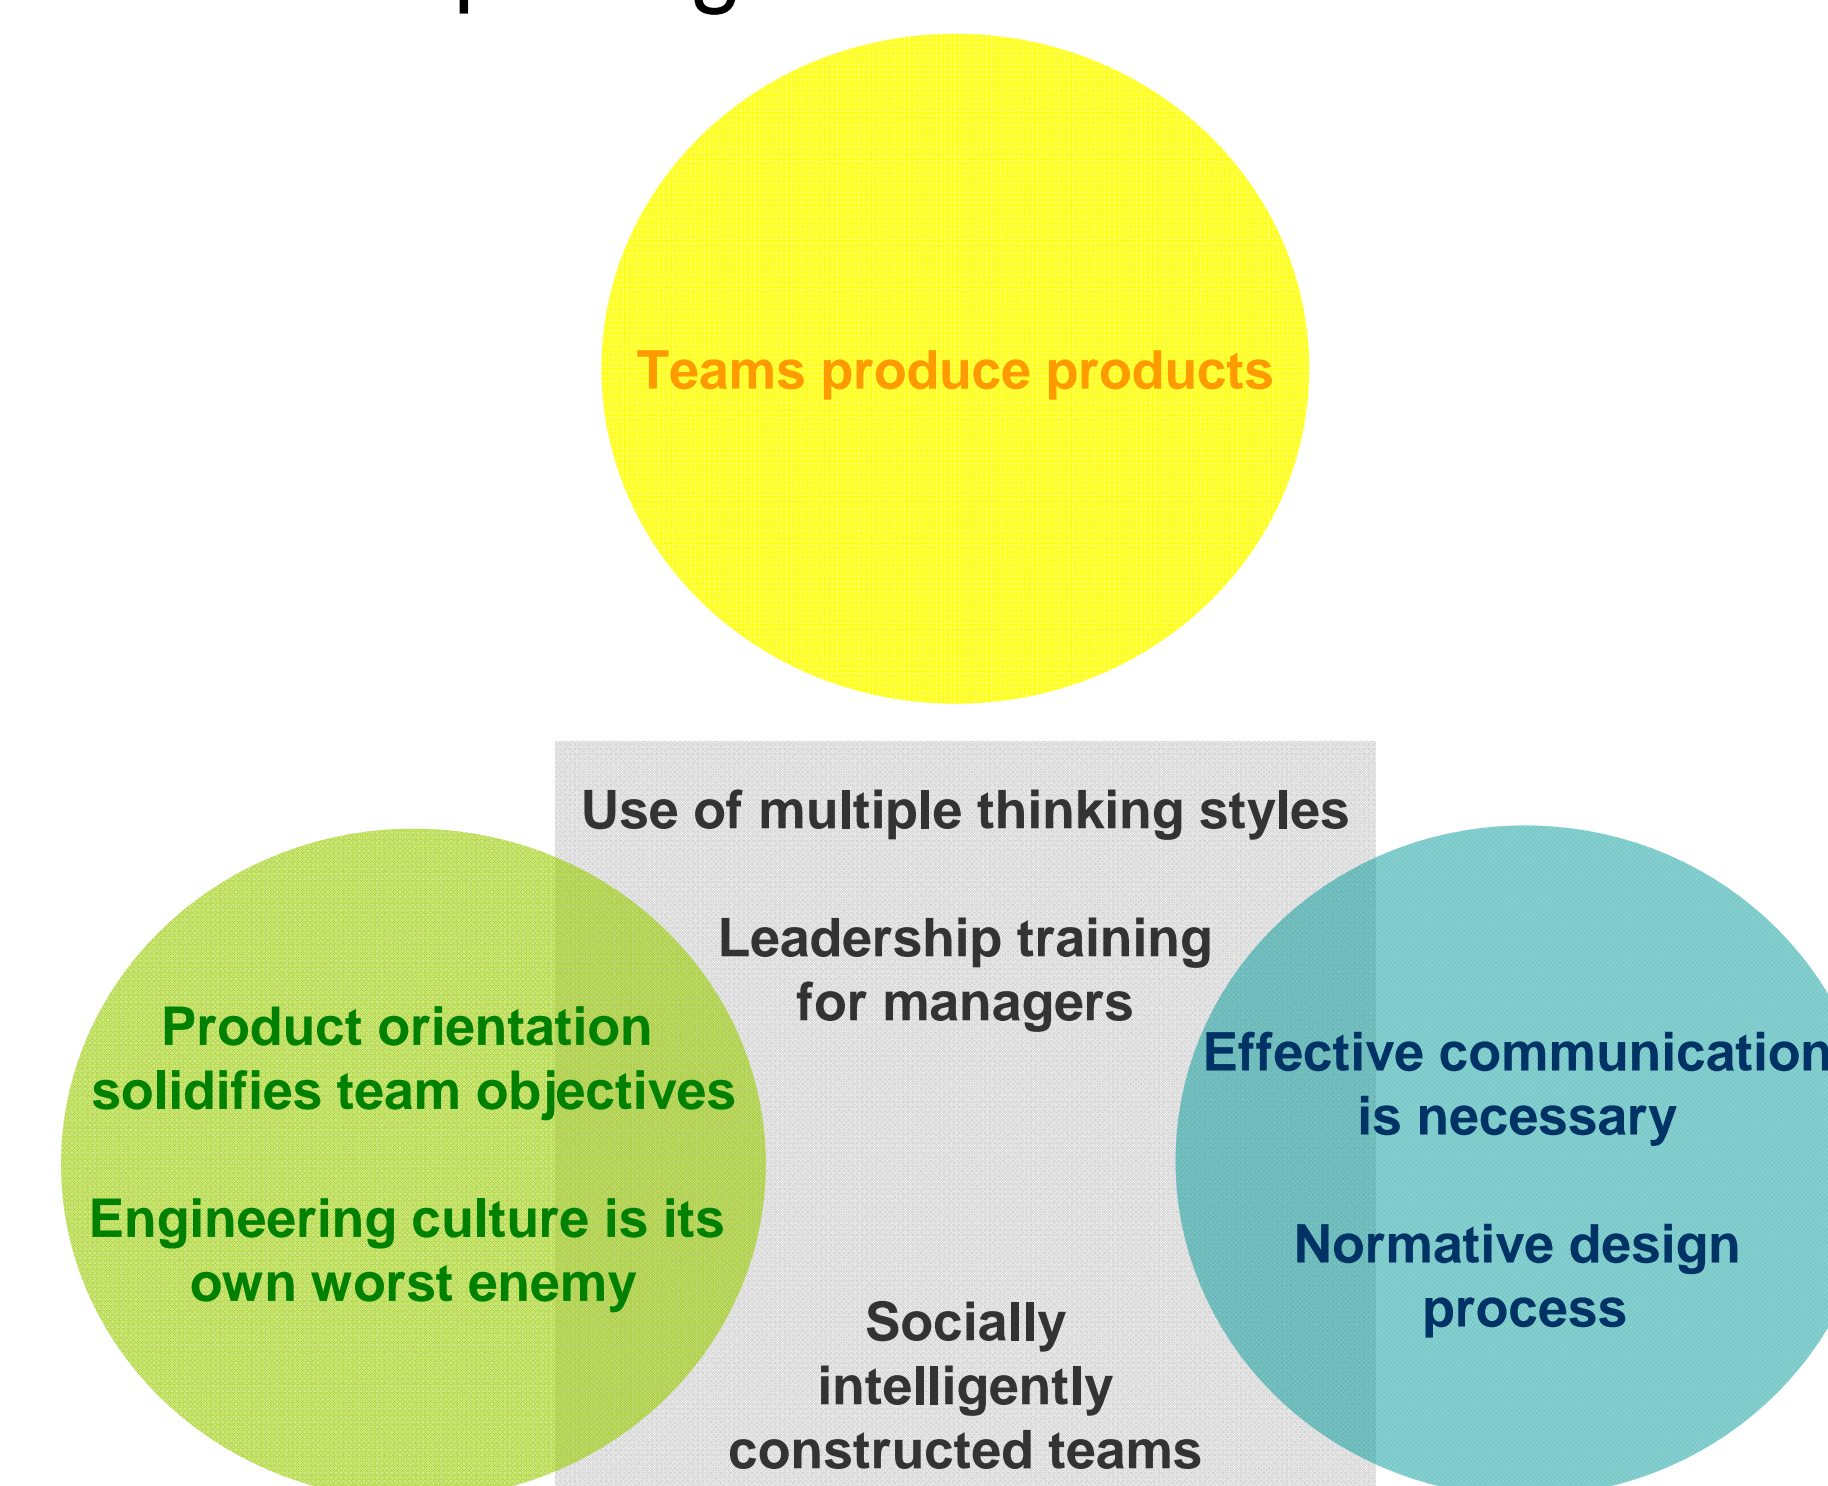 Teams produce products
Use of multiple thinking styles
Leadership training
for managers
Product orientation
solidifies team objectives
Engineering culture is its
own worst enemy
Effective communication
is necessary
Normative design
process
Socially
intelligently
constructed teams